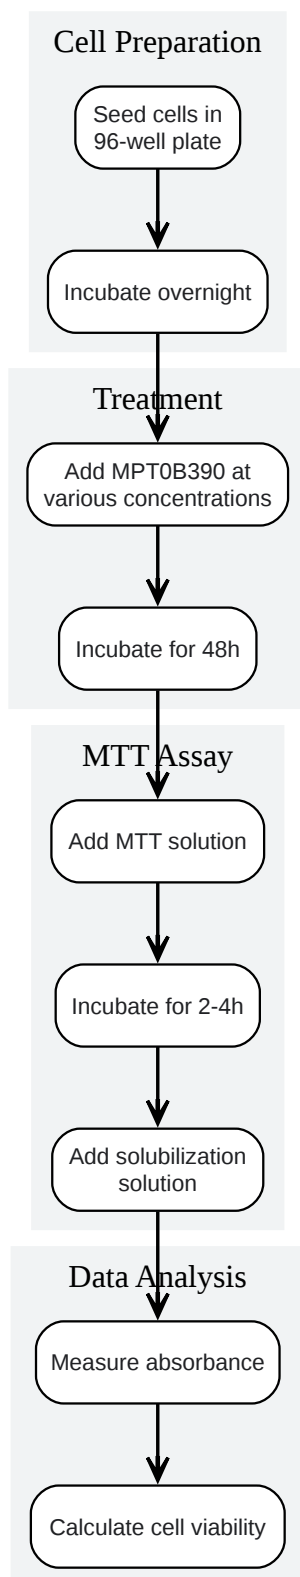 Cell Preparation
Seed cells in
96-well plate
Incubate overnight
Treatment
Add MPT0B390 at
various concentrations
Incubate for 48h
MTT Assay
Add MTT solution
Incubate for 2-4h
Add solubilization
solution
Data Analysis
Measure absorbance
Calculate cell viability